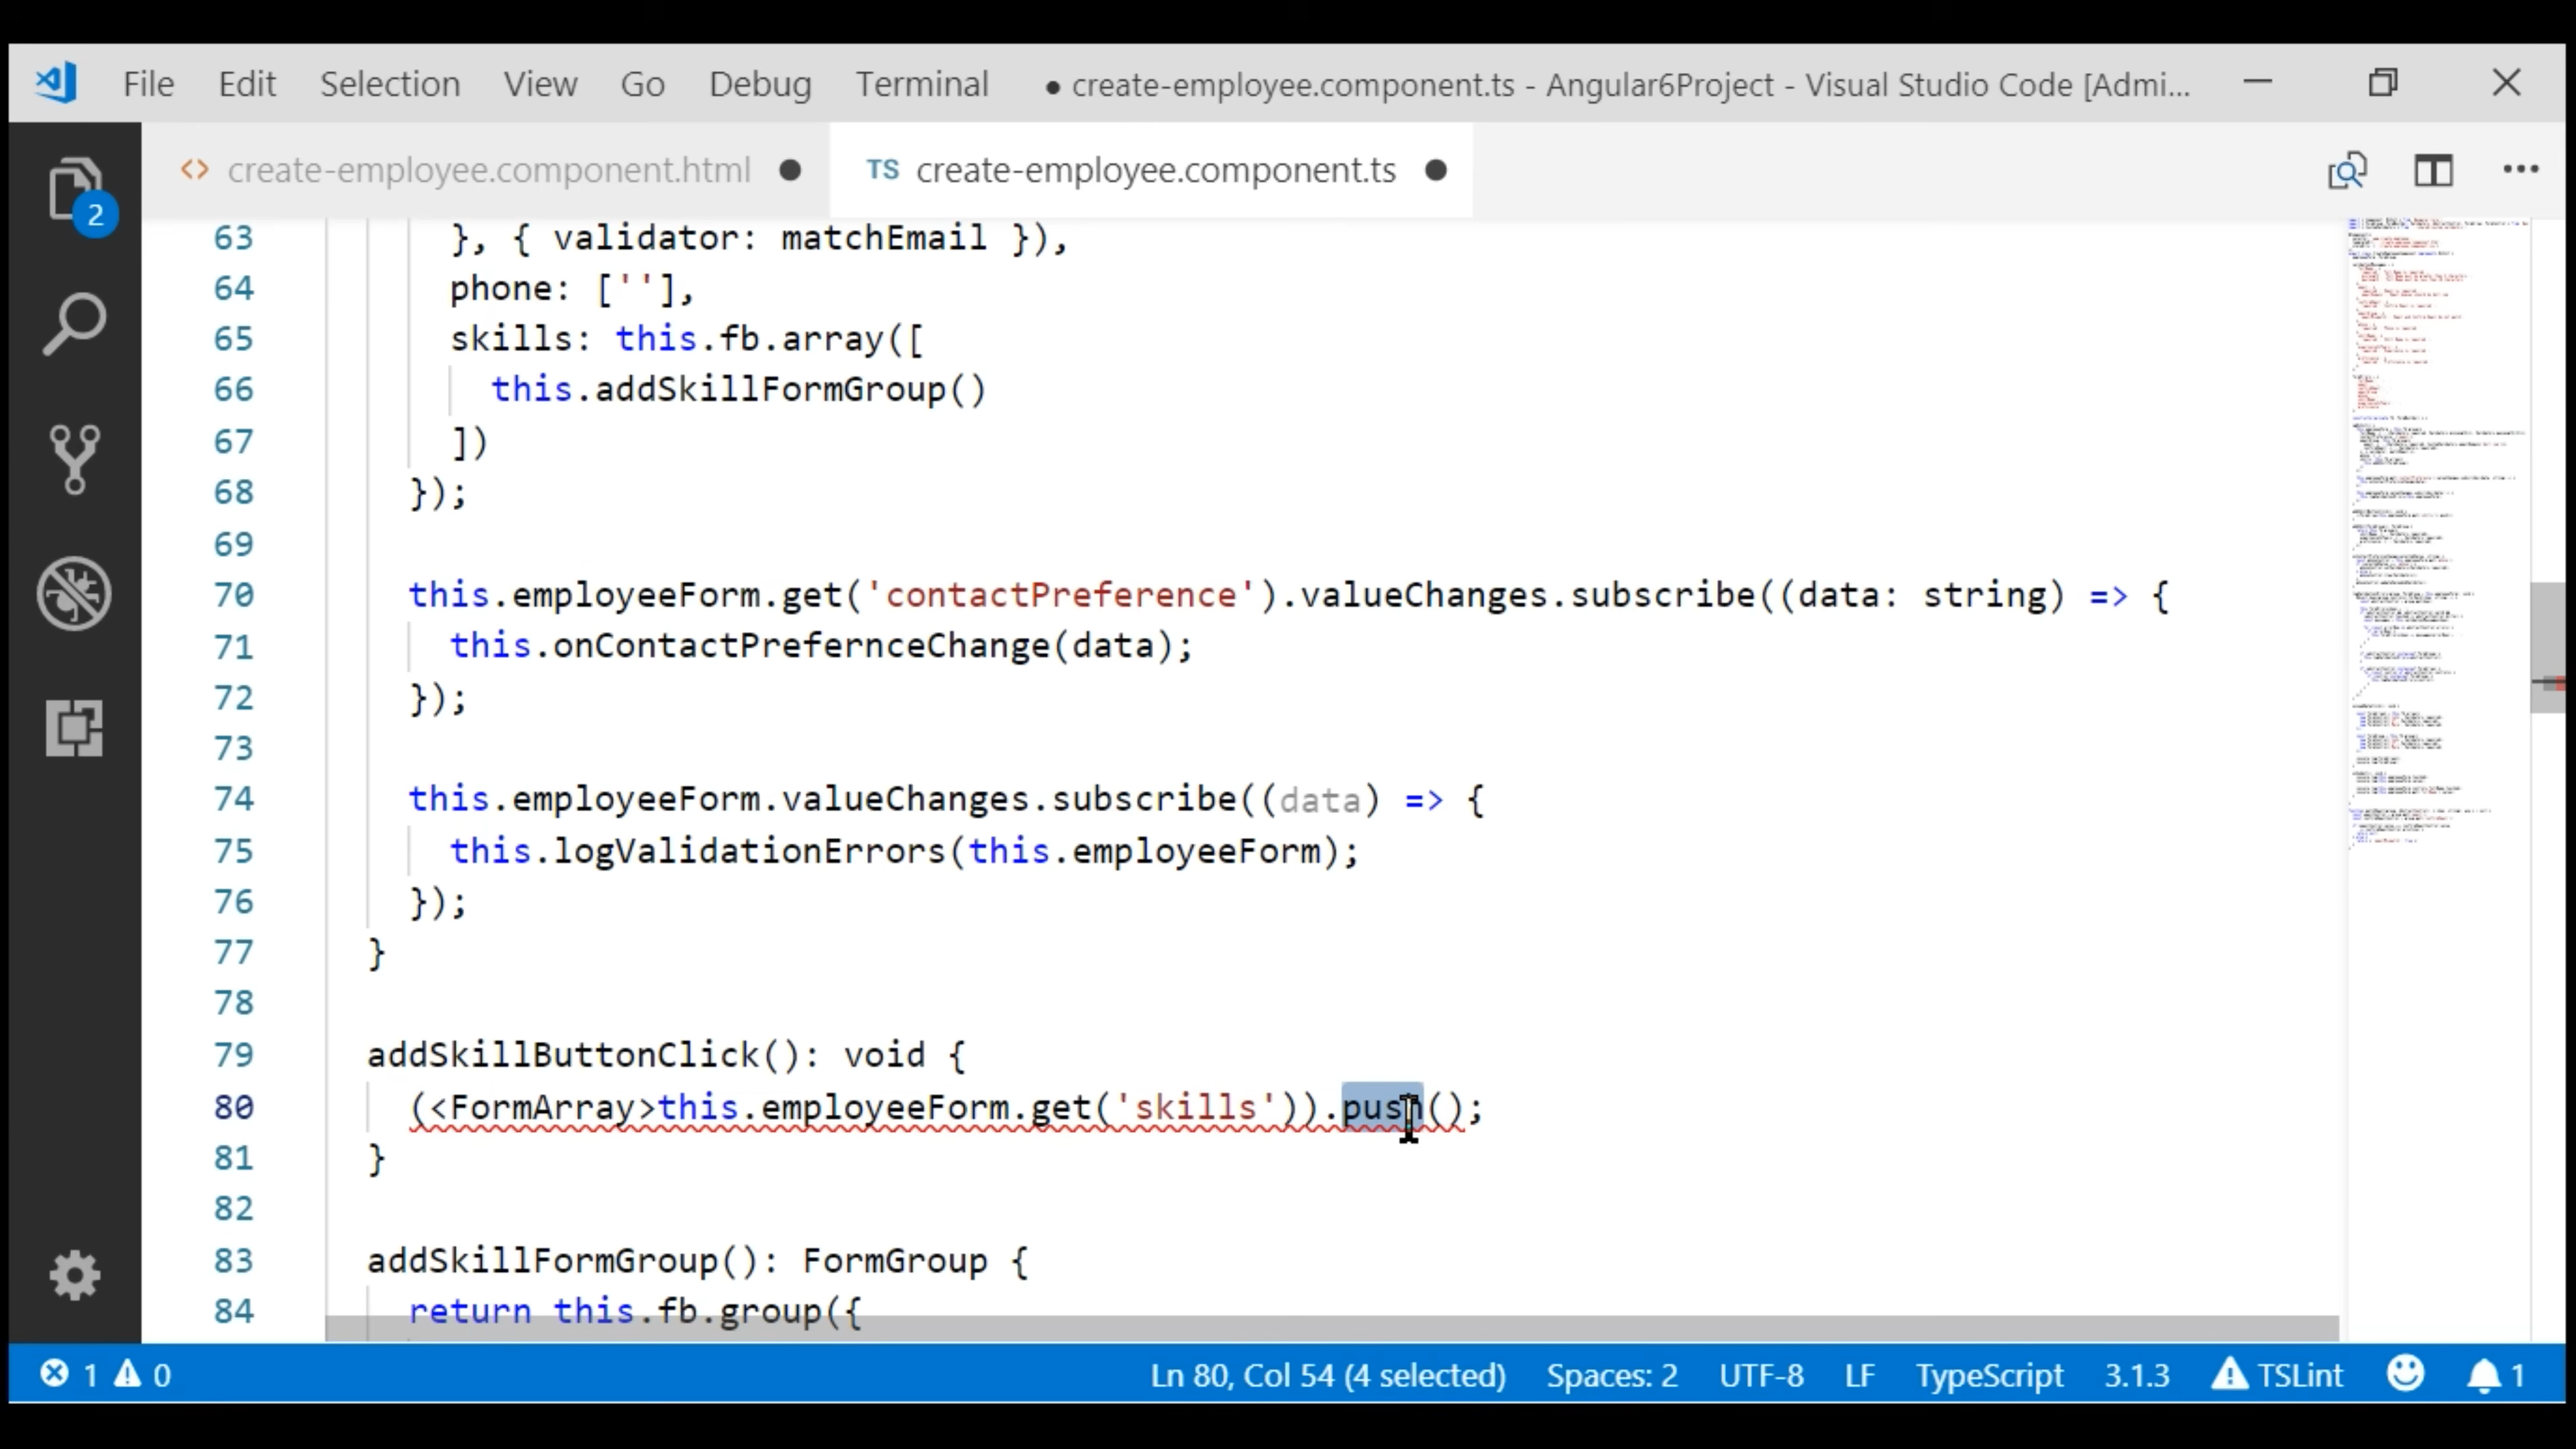 File Edit Selection View Go Debug Terminal ● create-employee.component.ts - Angular6Project - Visual Studio Code [Admi...
<> create-employee.component.html ● TS create-employee.component.ts ●
2
63 }, { validator: matchEmail }),
64 phone: [''],
65 skills: this.fb.array([
66 this.addSkillFormGroup()
67 ])
68 });
69
70 this.employeeForm.get('contactPreference').valueChanges.subscribe((data: string) => {
71 this.onContactPrefernceChange(data);
72 });
73
74 this.employeeForm.valueChanges.subscribe((data) => {
75 this.logValidationErrors(this.employeeForm);
76 });
77 }
78
79 addSkillButtonClick(): void {
80 (<FormArray>this.employeeForm.get('skills')).push();
81 }
82
83 addSkillFormGroup(): FormGroup {
84 return this.fb.group({
1 0 Ln 80, Col 54 (4 selected) Spaces: 2 UTF-8 LF TypeScript 3.1.3 TSLint 1